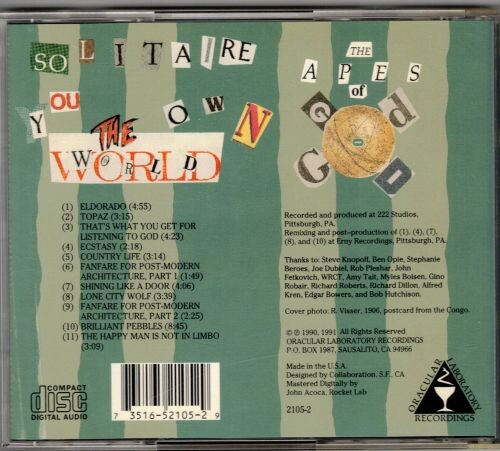 SOLITAIRE
YOU OWN
THE
WORLD
WORLD
(1) ELDORADO (4:55)
(2) TOPAZ (3:15)
(3) THAT'S WHAT YOU GET FOR
LISTENING TO GOD (4:23)
(4) ECSTASY (2:18)
(5) COUNTRY LIFE (3:14)
(6) FANFARE FOR POST-MODERN
ARCHITECTURE, PART 1 (1:49)
(7) SHINING LIKE A DOOR (4:06)
(8) LONE CITY WOLF (3:39)
(9) FANFARE FOR POST-MODERN
ARCHITECTURE, PART 2 (2:25)
(10) BRILLIANT PEBBLES (8:45)
(11) THE HAPPY MAN IS NOT IN LIMBO
(3:09)
COMPACT
disc
DIGITAL AUDIO
7 3516-52105-2 9
THE
APES
of
God
GOD
Recorded and produced at 222 Studios,
Pittsburgh, PA.
Remixing and post-production of (1), (4), (7),
(8), and (10) at Erny Recordings, Pittsburgh, PA.
Thanks to: Steve Knopoff, Ben Opie, Stephanie
Beroes, Joe Dubiel, Rob Pleshar, John
Fetkovich, WRCT, Amy Tait, Myles Boisen, Gino
Robair, Richard Roberts, Richard Dillon, Alfred
Kren, Edgar Bowers, and Bob Hutchison.
Cover photo: R. Visser, 1906, postcard from the Congo.
© ℗ 1990, 1991 All Rights Reserved
ORACULAR LABORATORY RECORDINGS
P.O. BOX 1987, SAUSALITO, CA 94966
Made in the U.S.A.
Designed by Collaboration, S.F., CA
Mastered Digitally by
John Acoca, Rocket Lab
2105-2
ORACULAR LABORATORY
RECORDINGS